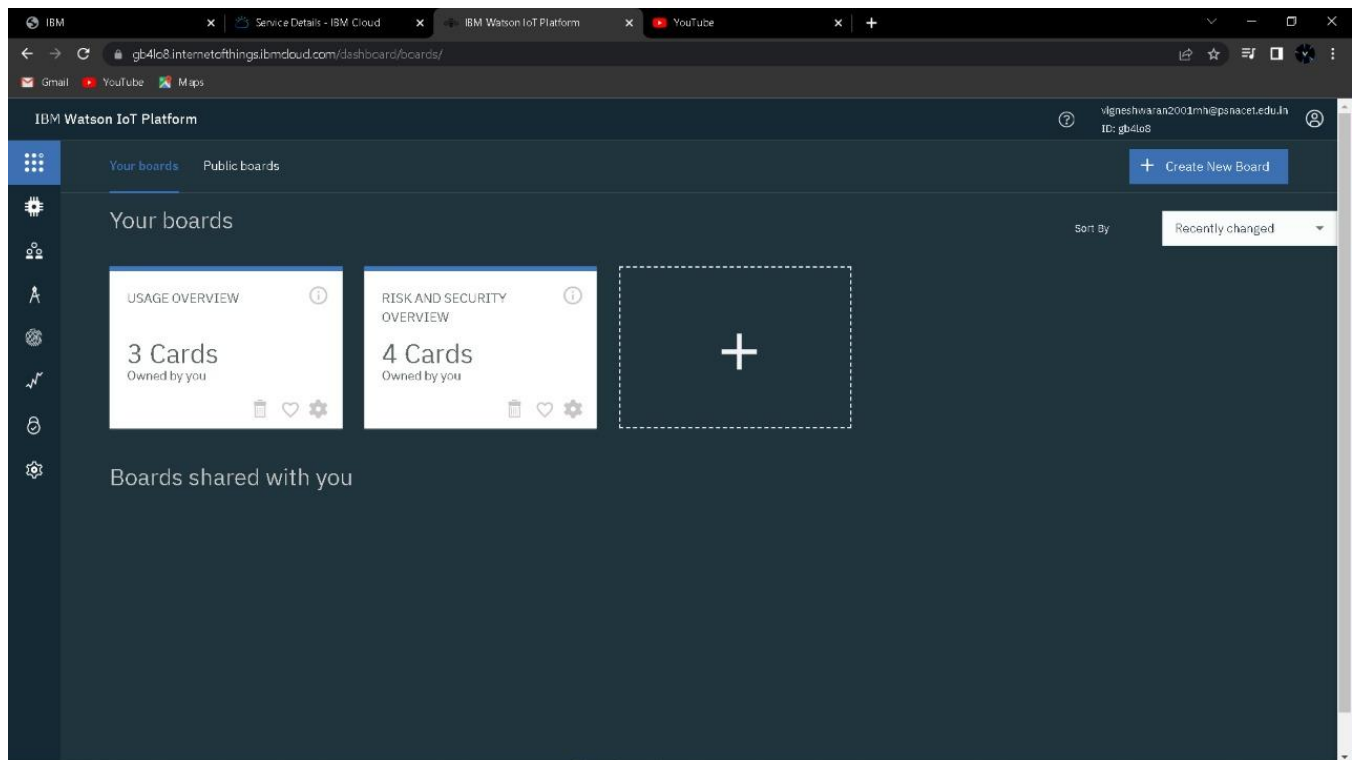 IBM
Service Details - IBM Cloud
IBM Watson IoT Platform
YouTube
gb4lo8.internetofthings.ibmcloud.com/dashboard/boards/
Gmail YouTube Maps
IBM Watson IoT Platform
vigneshwaran2001mh@psnacet.edu.in
ID: gb4lo8
Your boards Public boards
+ Create New Board
Your boards
Sort By Recently changed
USAGE OVERVIEW
3 Cards
Owned by you
RISK AND SECURITY
OVERVIEW
4 Cards
Owned by you
Boards shared with you